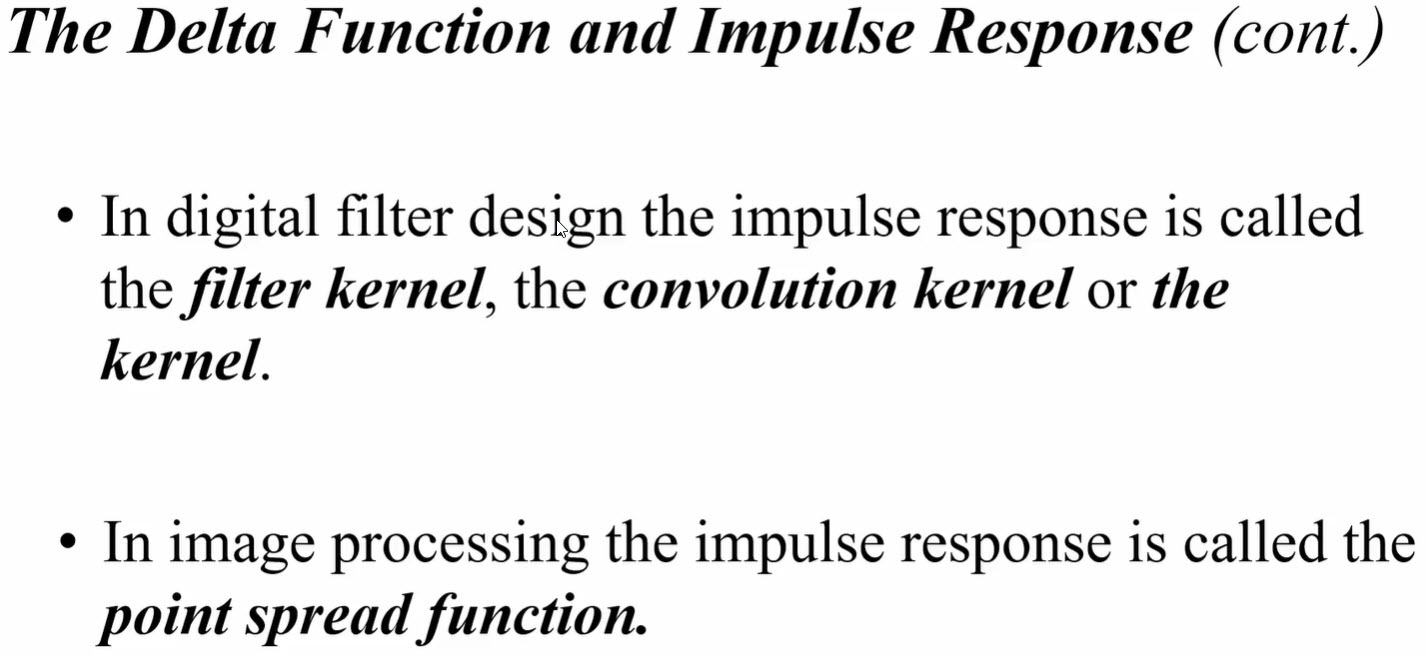 The Delta Function and Impulse Response (cont.)
• In digital filter design the impulse response is called
the filter kernel, the convolution kernel or the
kernel.
• In image processing the impulse response is called the
point spread function.